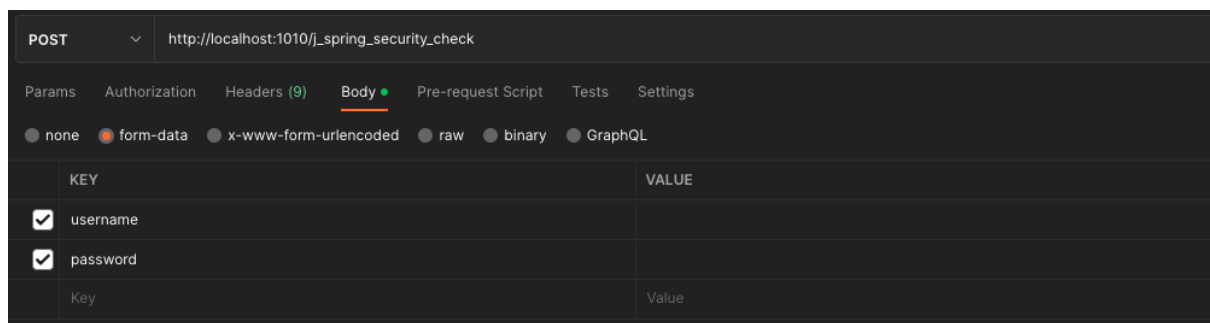 POST http://localhost:1010/j_spring_security_check
Params Authorization Headers (9) Body Pre-request Script Tests Settings
none form-data x-www-form-urlencoded raw binary GraphQL
KEY VALUE
username
password
Key Value